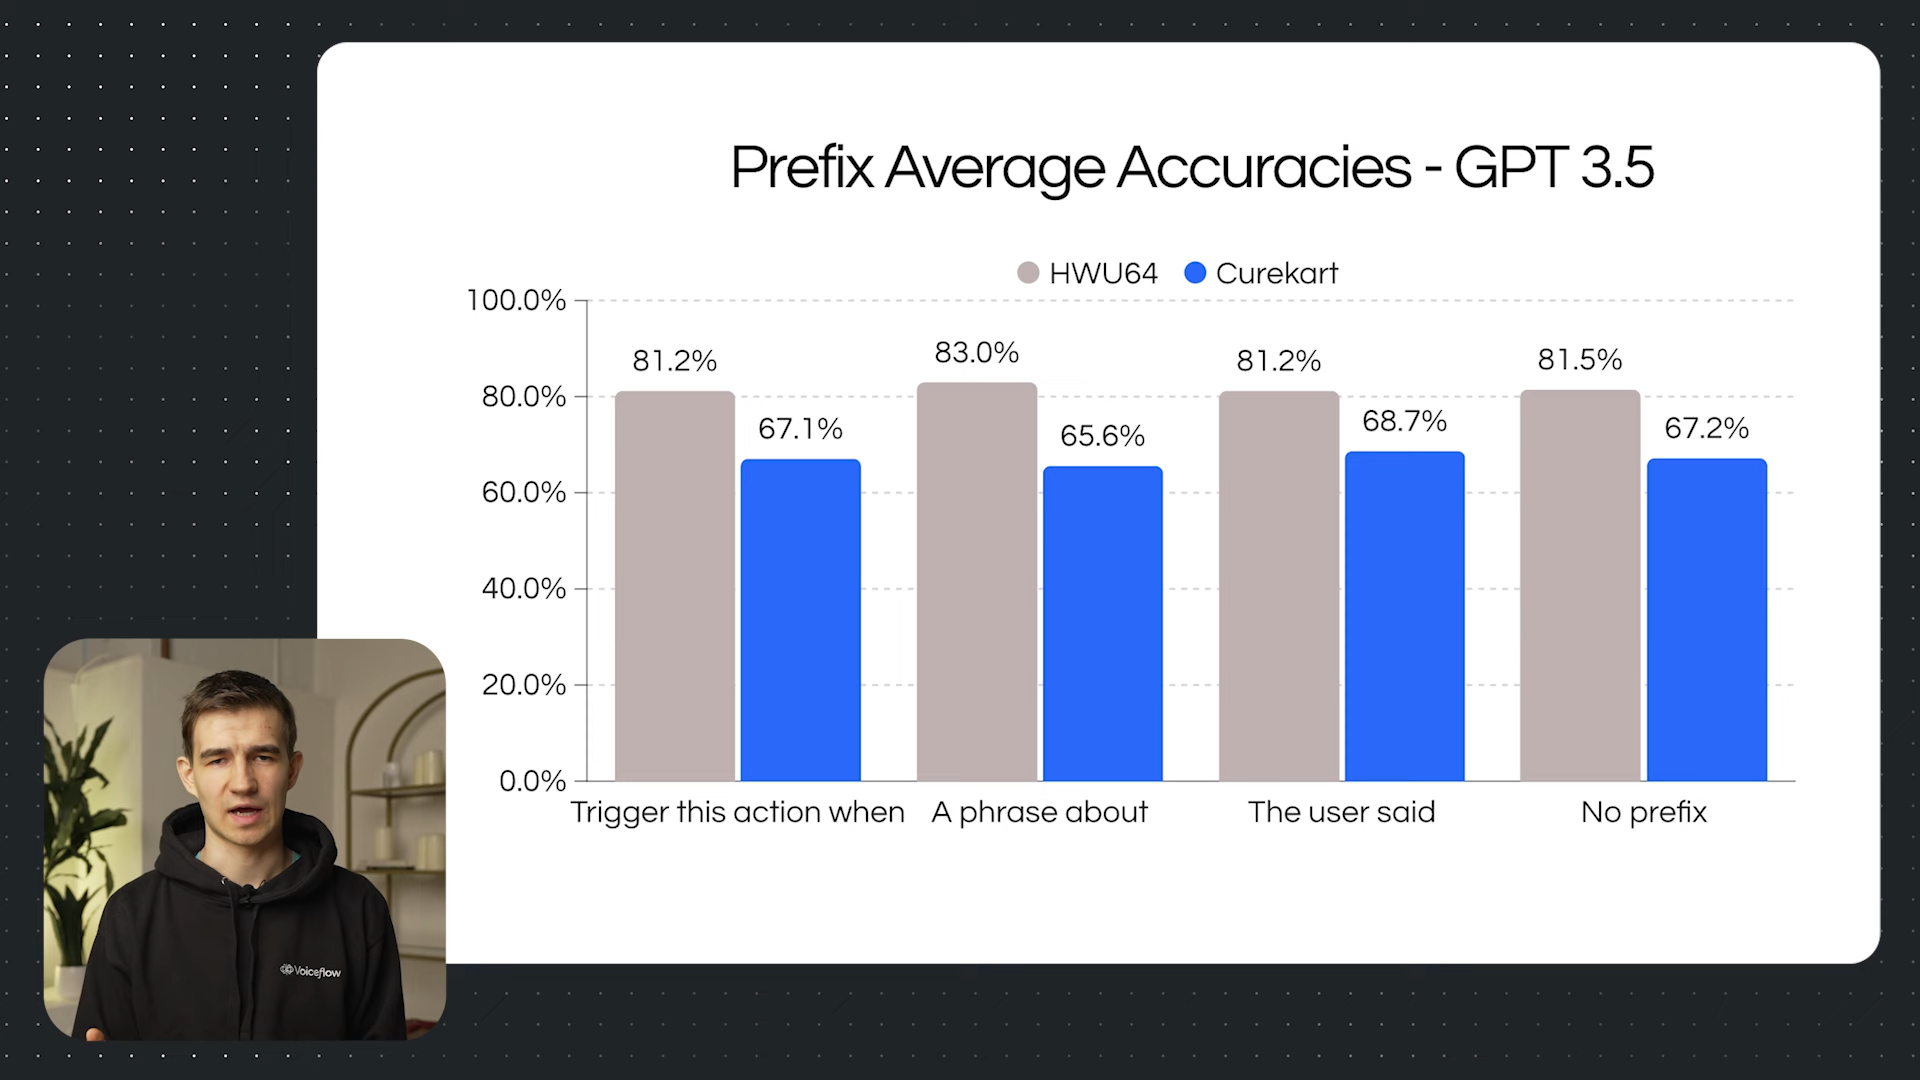 Prefix Average Accuracies - GPT 3.5
HWU64 Curekart
100.0%
80.0%
60.0%
40.0%
20.0%
0.0%
81.2% 67.1% 83.0% 65.6% 81.2% 68.7% 81.5% 67.2%
Trigger this action when A phrase about The user said No prefix
Voiceflow